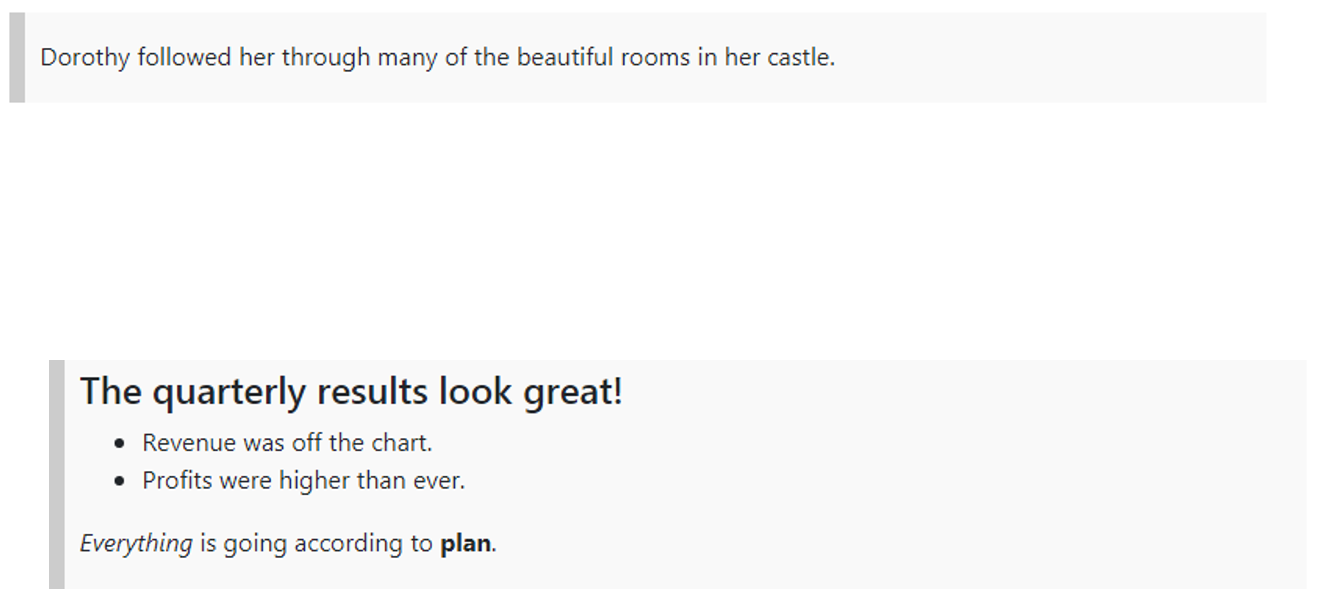 Dorothy followed her through many of the beautiful rooms in her castle.
The quarterly results look great!
• Revenue was off the chart.
• Profits were higher than ever.
Everything is going according to plan.